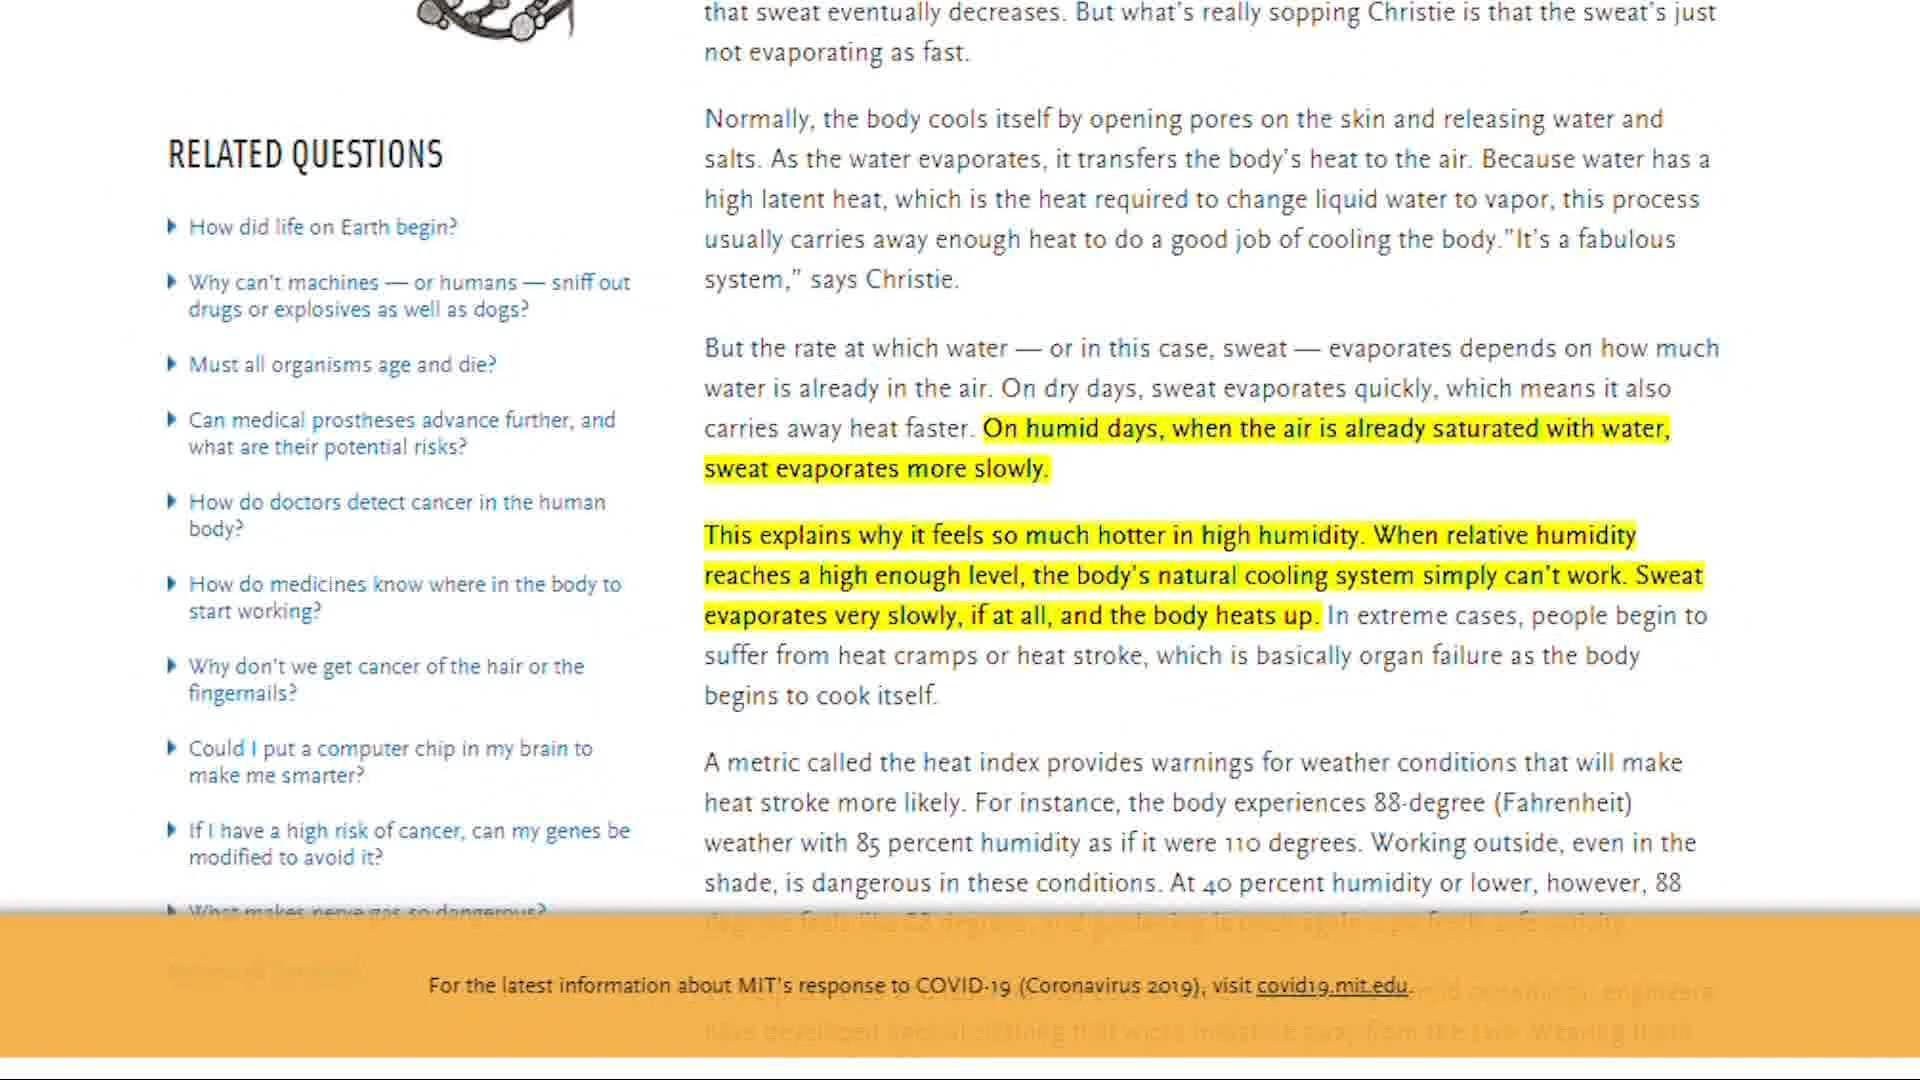 that sweat eventually decreases. But what's really sopping Christie is that the sweat's just
not evaporating as fast.
Normally, the body cools itself by opening pores on the skin and releasing water and
salts. As the water evaporates, it transfers the body's heat to the air. Because water has a
high latent heat, which is the heat required to change liquid water to vapor, this process
usually carries away enough heat to do a good job of cooling the body."It's a fabulous
system," says Christie.
But the rate at which water — or in this case, sweat — evaporates depends on how much
water is already in the air. On dry days, sweat evaporates quickly, which means it also
carries away heat faster. On humid days, when the air is already saturated with water,
sweat evaporates more slowly.
This explains why it feels so much hotter in high humidity. When relative humidity
reaches a high enough level, the body's natural cooling system simply can't work. Sweat
evaporates very slowly, if at all, and the body heats up. In extreme cases, people begin to
suffer from heat cramps or heat stroke, which is basically organ failure as the body
begins to cook itself.
A metric called the heat index provides warnings for weather conditions that will make
heat stroke more likely. For instance, the body experiences 88-degree (Fahrenheit)
weather with 85 percent humidity as if it were 110 degrees. Working outside, even in the
shade, is dangerous in these conditions. At 40 percent humidity or lower, however, 88
RELATED QUESTIONS
How did life on Earth begin?
Why can't machines — or humans — sniff out
drugs or explosives as well as dogs?
Must all organisms age and die?
Can medical prostheses advance further, and
what are their potential risks?
How do doctors detect cancer in the human
body?
How do medicines know where in the body to
start working?
Why don't we get cancer of the hair or the
fingernails?
Could I put a computer chip in my brain to
make me smarter?
If I have a high risk of cancer, can my genes be
modified to avoid it?
What makes nerve gas so dangerous?
For the latest information about MIT's response to COVID-19 (Coronavirus 2019), visit covid19.mit.edu.